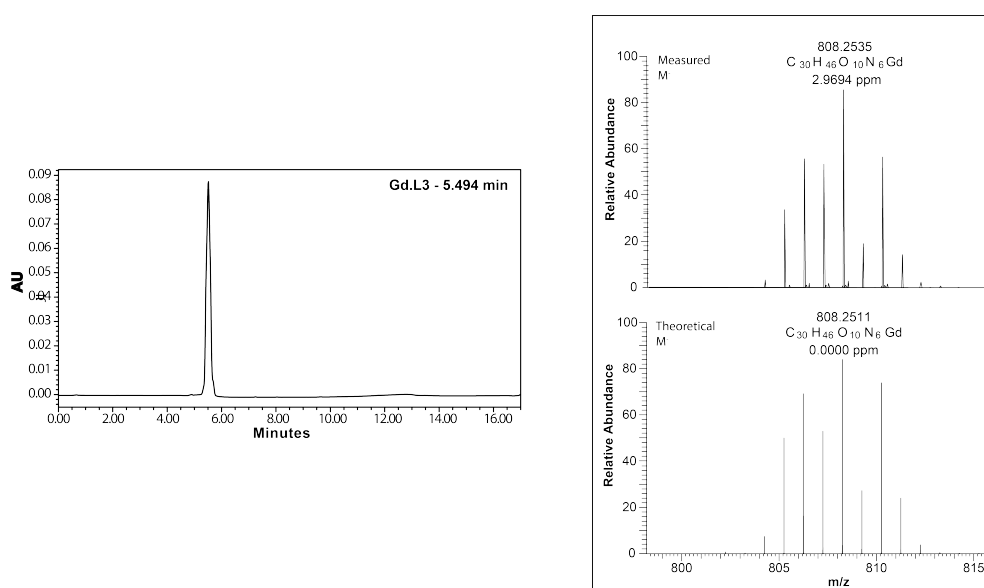 Gd.L3 - 5.494 min
AU
0.09
0.08
0.07
0.06
0.05
0.04
0.03
0.02
0.01
0.00
0.00 2.00 4.00 6.00 8.00 10.00 12.00 14.00 16.00
Minutes
808.2535
C 30 H 46 O 10 N 6 Gd
2.9694 ppm
Measured
M-
Relative Abundance
100
80
60
40
20
0
808.2511
C 30 H 46 O 10 N 6 Gd
0.0000 ppm
Theoretical
M-
Relative Abundance
100
80
60
40
20
0
800 805 810 815
m/z